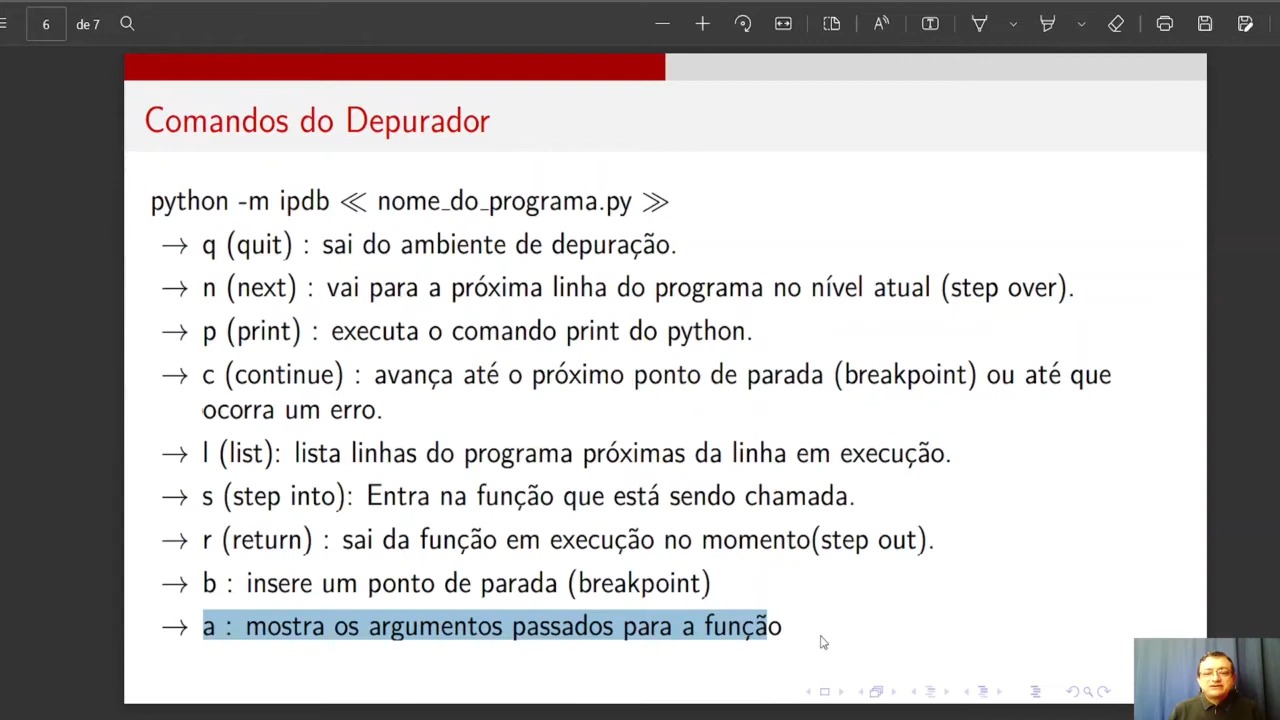 6 de 7
Comandos do Depurador
python -m ipdb ≪ nome_do_programa.py ≫
→ q (quit) : sai do ambiente de depuração.
→ n (next) : vai para a próxima linha do programa no nível atual (step over).
→ p (print) : executa o comando print do python.
→ c (continue) : avança até o próximo ponto de parada (breakpoint) ou até que
ocorra um erro.
→ l (list): lista linhas do programa próximas da linha em execução.
→ s (step into): Entra na função que está sendo chamada.
→ r (return) : sai da função em execução no momento(step out).
→ b : insere um ponto de parada (breakpoint)
→ a : mostra os argumentos passados para a função